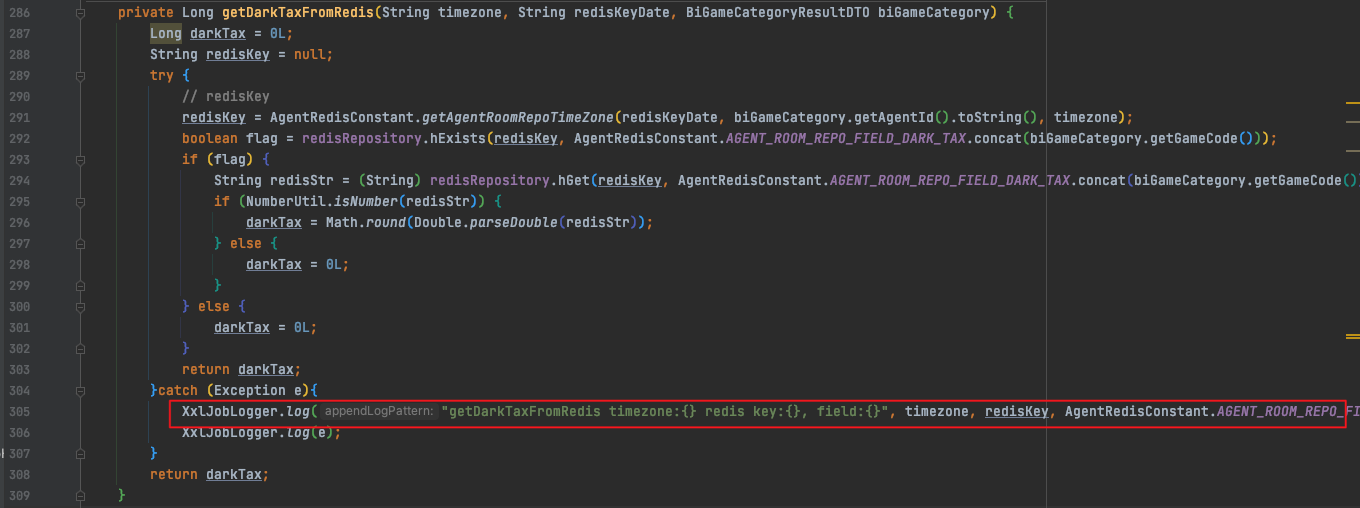 286 private Long getDarkTaxFromRedis(String timezone, String redisKeyDate, BiGameCategoryResultDTO biGameCategory) {
287 Long darkTax = 0L;
288 String redisKey = null;
289 try {
290 // redisKey
291 redisKey = AgentRedisConstant.getAgentRoomRepoTimeZone(redisKeyDate, biGameCategory.getAgentId().toString(), timezone);
292 boolean flag = redisRepository.hExists(redisKey, AgentRedisConstant.AGENT_ROOM_REPO_FIELD_DARK_TAX.concat(biGameCategory.getGameCode()));
293 if (flag) {
294 String redisStr = (String) redisRepository.hGet(redisKey, AgentRedisConstant.AGENT_ROOM_REPO_FIELD_DARK_TAX.concat(biGameCategory.getGameCode()
295 if (NumberUtil.isNumber(redisStr)) {
296 darkTax = Math.round(Double.parseDouble(redisStr));
297 } else {
298 darkTax = 0L;
299 }
300 } else {
301 darkTax = 0L;
302 }
303 return darkTax;
304 }catch (Exception e){
305 XxlJobLogger.log( appendLogPattern: "getDarkTaxFromRedis timezone:{} redis key:{}, field:{}", timezone, redisKey, AgentRedisConstant.AGENT_ROOM_REPO_FI
306 XxlJobLogger.log(e);
307 }
308 return darkTax;
309 }